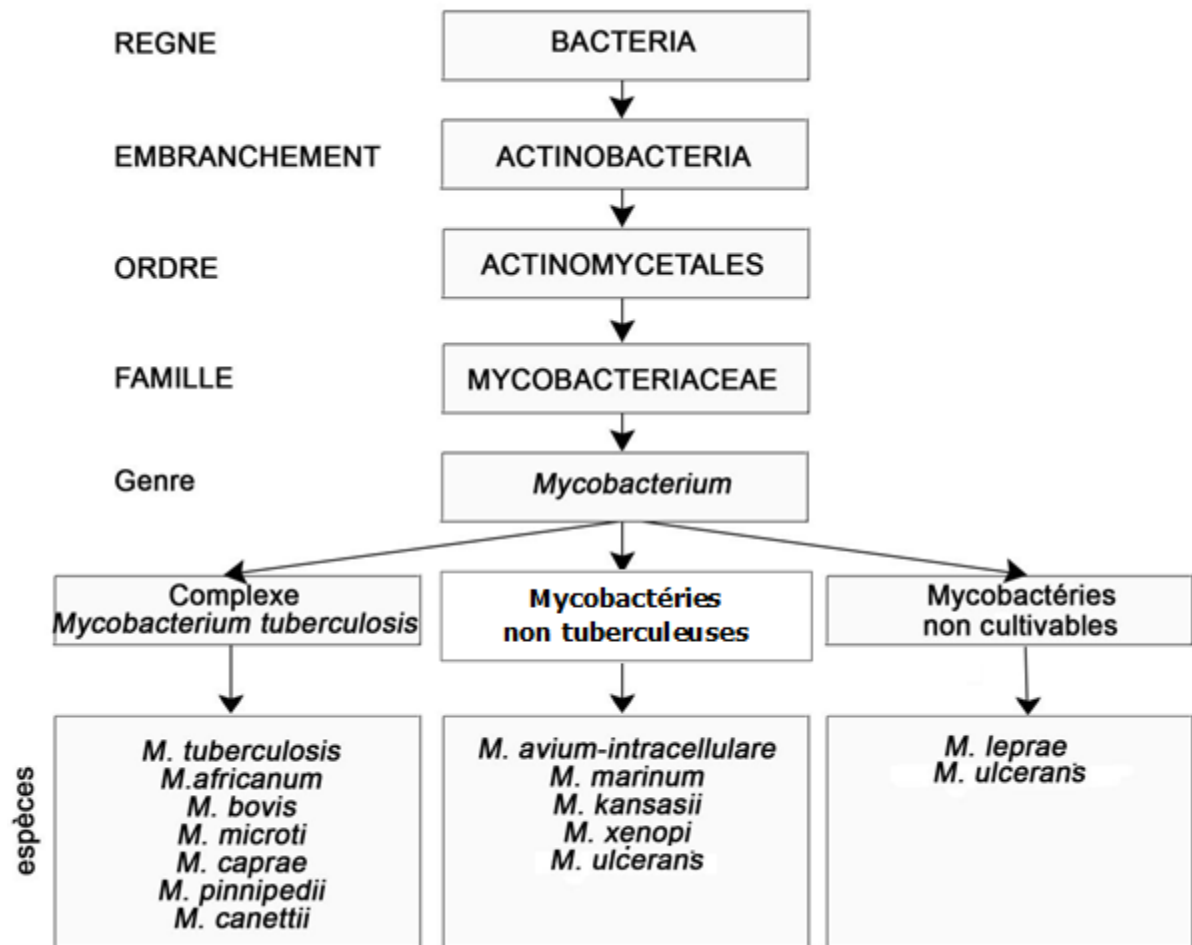 REGNE
BACTERIA
EMBRANCHEMENT
ACTINOBACTERIA
ORDRE
ACTINOMYCETALES
FAMILLE
MYCOBACTERIACEAE
Genre
Mycobacterium
Complexe
Mycobacterium tuberculosis
Mycobactéries
non tuberculeuses
Mycobactéries
non cultivables
espèces
M. tuberculosis
M.africanum
M. bovis
M. microti
M. caprae
M. pinnipedii
M. canettii
M. avium-intracellulare
M. marinum
M. kansasii
M. xenopi
M. ulcerans
M. leprae
M. ulcerans